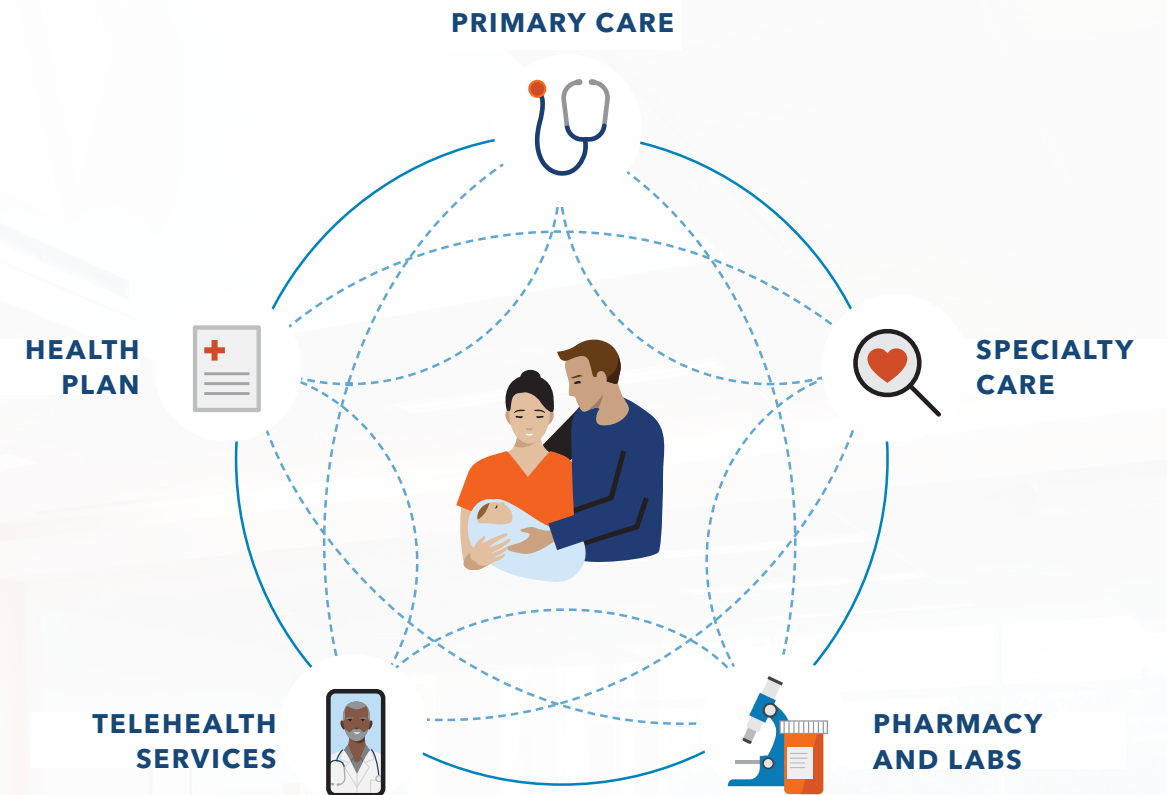 PRIMARY CARE
HEALTH
PLAN
SPECIALTY
CARE
TELEHEALTH
SERVICES
PHARMACY
AND LABS